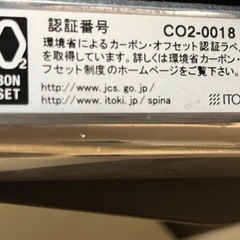 認証番号 CO2-0018
環境省によるカーボン・オフセット認証ラベル
を取得しています。詳しくは環境省カーボン・
フセット制度のホームページをご覧下さい。
http://www.jcs.go.jp/
http://www.itoki.jp/spina
ITO
O2
BON
SET